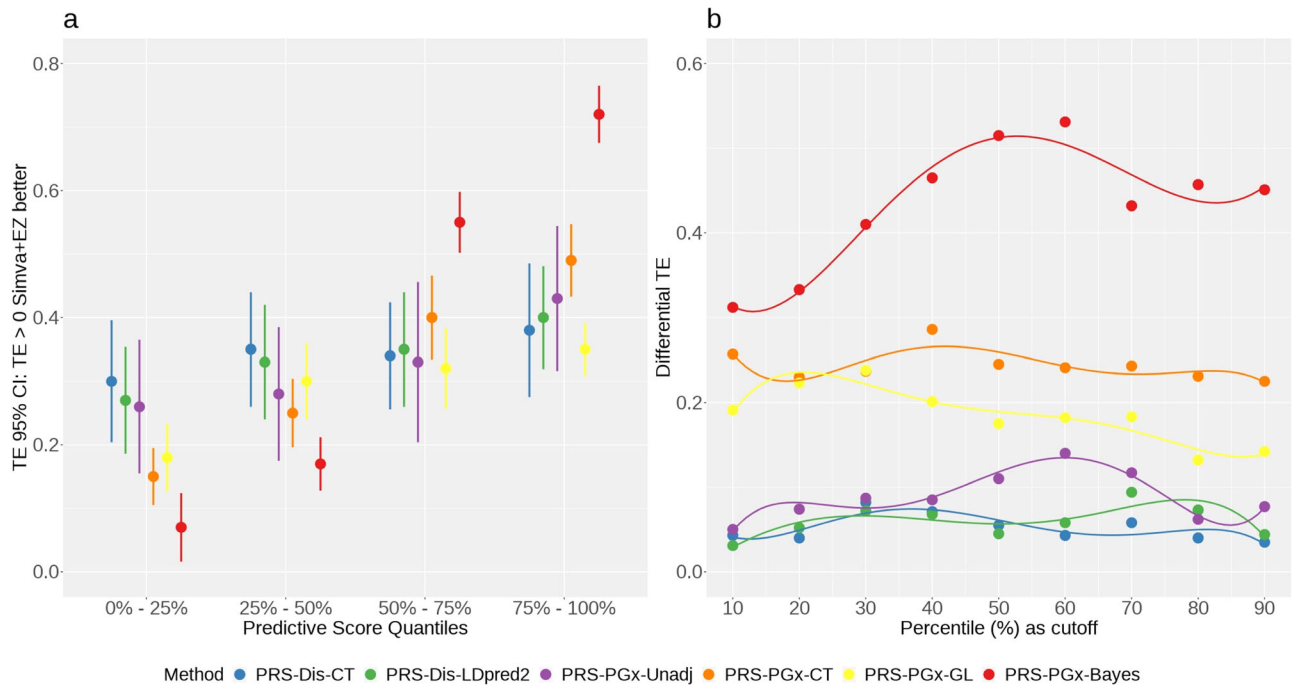 a
TE 95% CI: TE > 0 Simva+EZ better
0.8
0.6
0.4
0.2
0.0
0% - 25% 25% - 50% 50% - 75% 75% - 100%
Predictive Score Quantiles
b
Differential TE
0.6
0.4
0.2
0.0
10 20 30 40 50 60 70 80 90
Percentile (%) as cutoff
Method PRS-Dis-CT PRS-Dis-LDpred2 PRS-PGx-Unadj PRS-PGx-CT PRS-PGx-GL PRS-PGx-Bayes